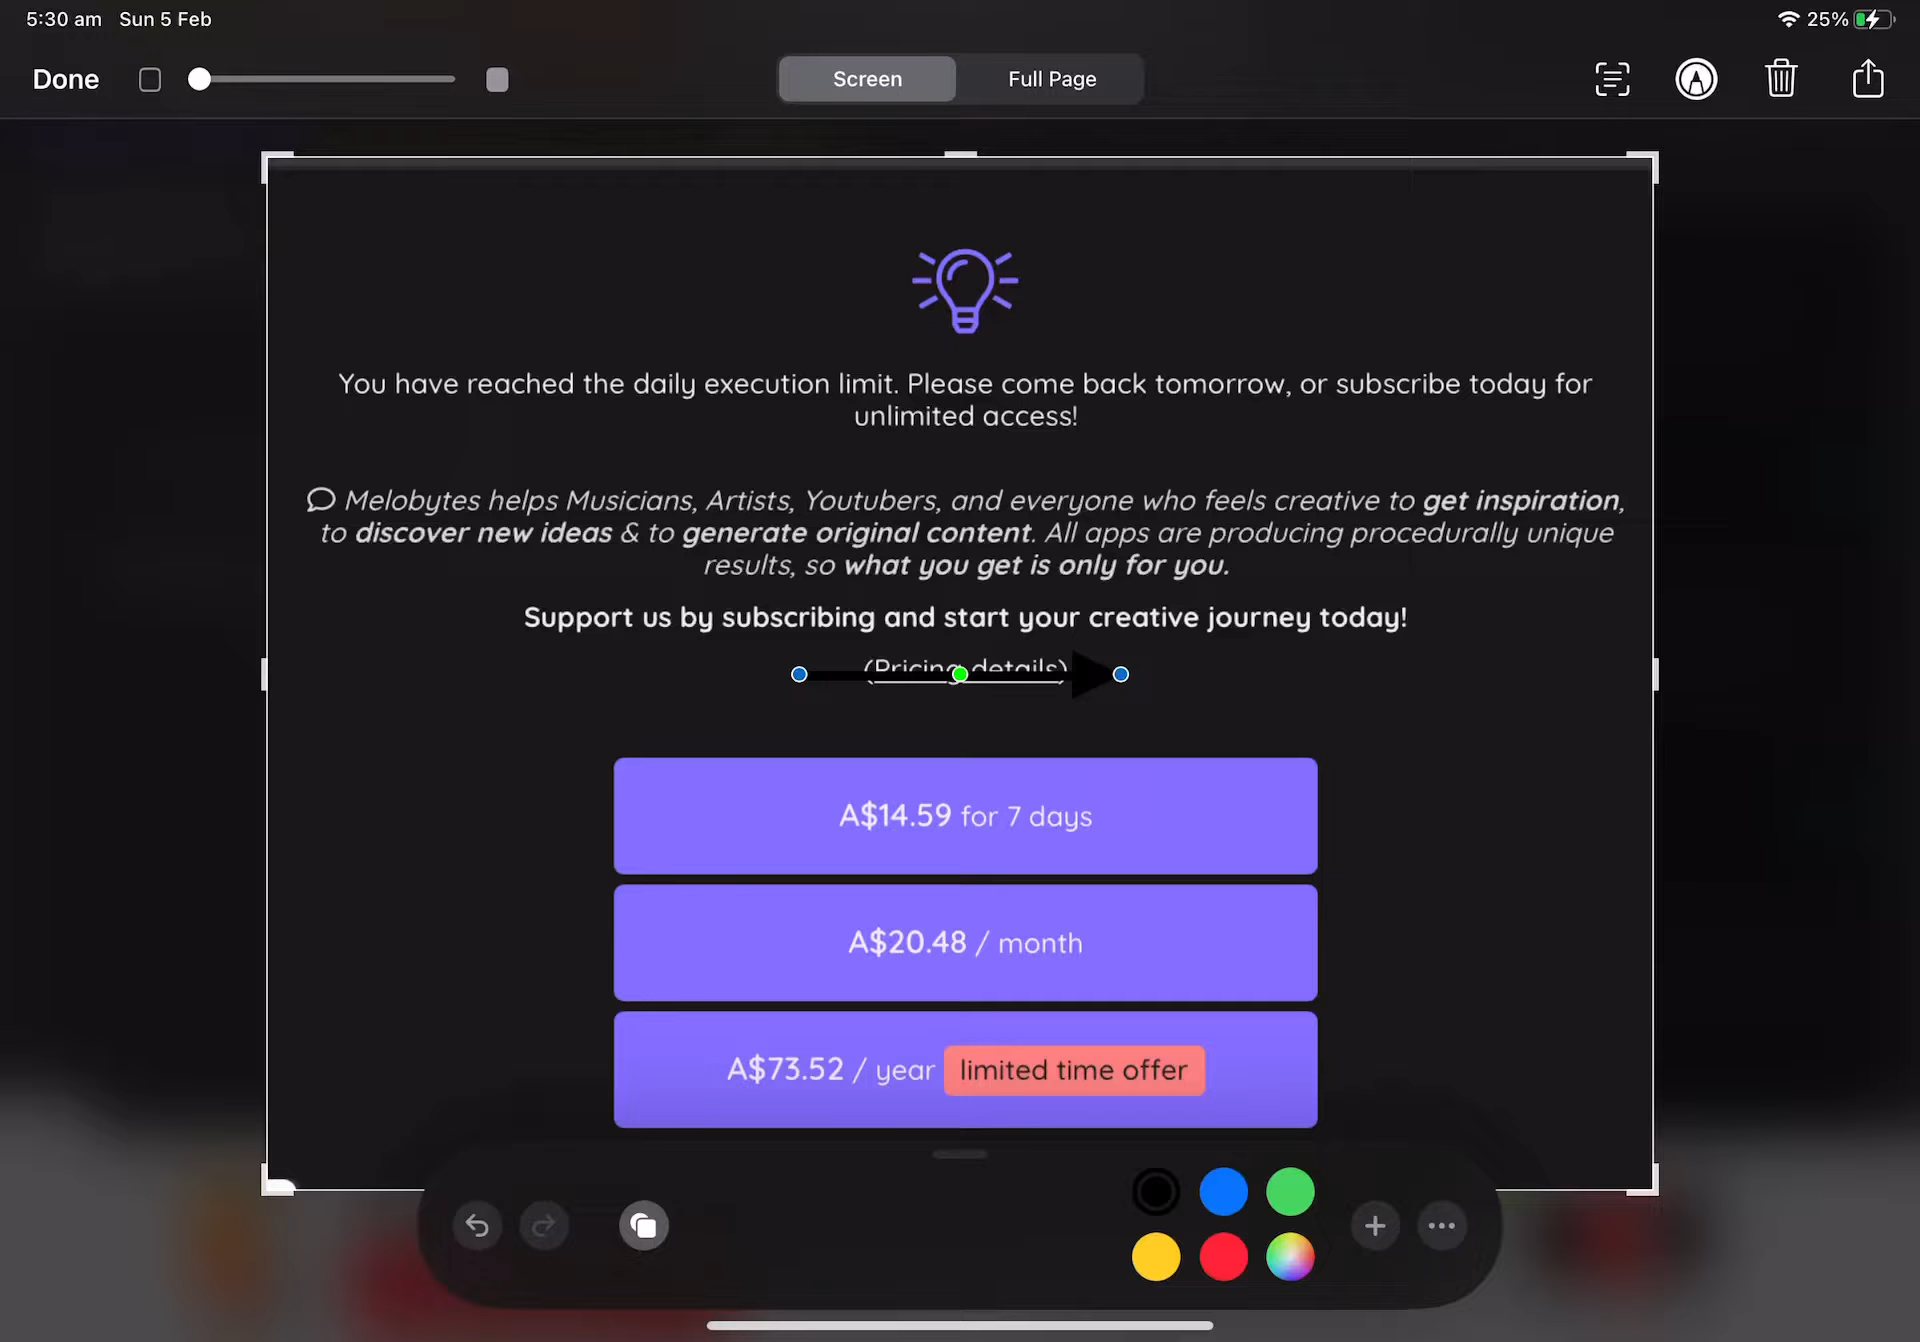 5:30 am Sun 5 Feb
25%
Done
Screen
Full Page
You have reached the daily execution limit. Please come back tomorrow, or subscribe today for
unlimited access!
Melobytes helps Musicians, Artists, Youtubers, and everyone who feels creative to get inspiration,
to discover new ideas & to generate original content. All apps are producing procedurally unique
results, so what you get is only for you.
Support us by subscribing and start your creative journey today!
(Pricing details)
A$14.59 for 7 days
A$20.48 / month
A$73.52 / year limited time offer